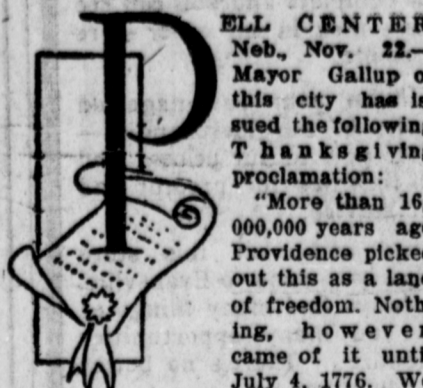 PELL CENTER
Neb., Nov. 22.—
Mayor Gallup o
this city has is
sued the following
Thanksgiving
proclamation:
"More than 16,
000,000 years ago
Providence picked
out this as a land
of freedom. Noth
ing, however
came of it until
July 4, 1776. We